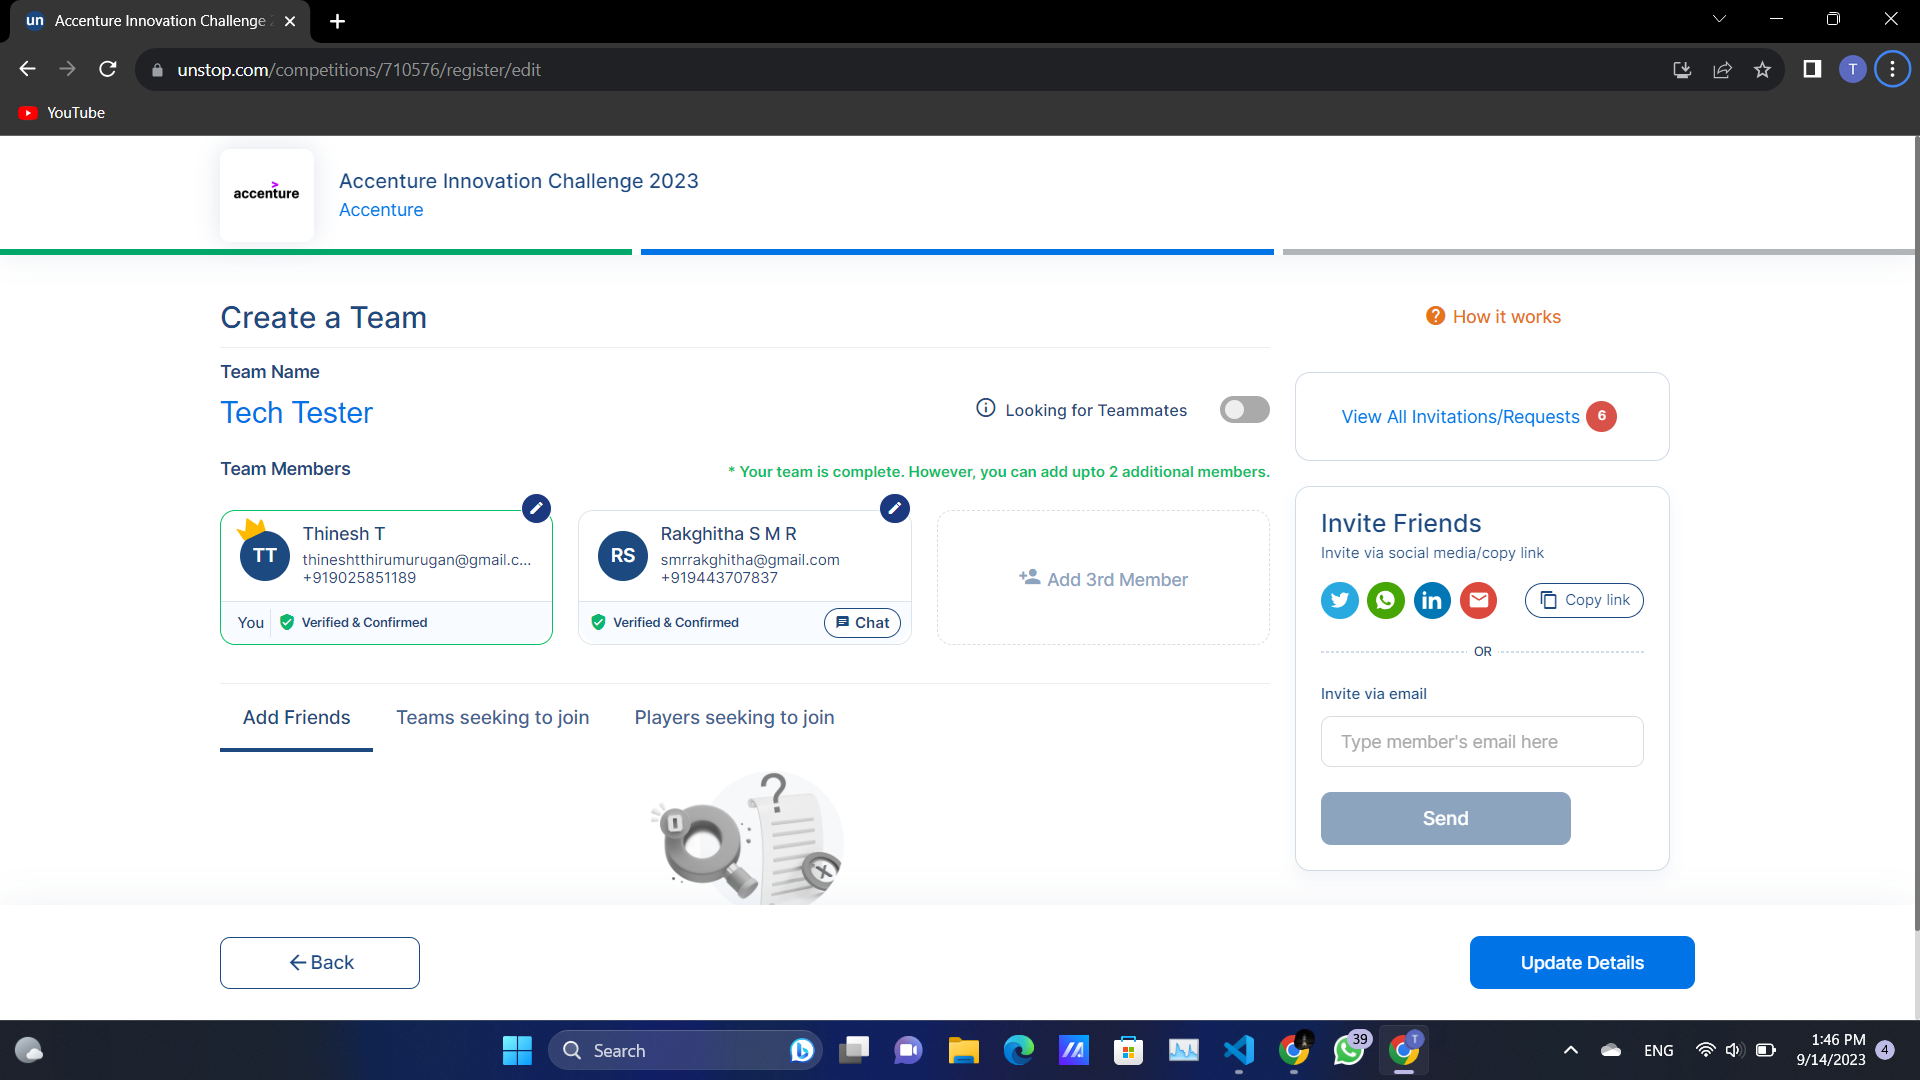 un Accenture Innovation Challenge 2
unstop.com/competitions/710576/register/edit
T
YouTube
accenture
Accenture Innovation Challenge 2023
Accenture
Create a Team
? How it works
Team Name
Tech Tester
Looking for Teammates
View All Invitations/Requests 6
Team Members
* Your team is complete. However, you can add upto 2 additional members.
TT
Thinesh T
thineshtthirumurugan@gmail.c...
+919025851189
You
Verified & Confirmed
RS
Rakghitha S M R
smrrakghitha@gmail.com
+919443707837
Verified & Confirmed
Chat
Add 3rd Member
Invite Friends
Invite via social media/copy link
in
Copy link
OR
Invite via email
Type member's email here
Send
Add Friends
Teams seeking to join
Players seeking to join
?
Back
Update Details
Search
39
T
ENG
1:46 PM
9/14/2023
4